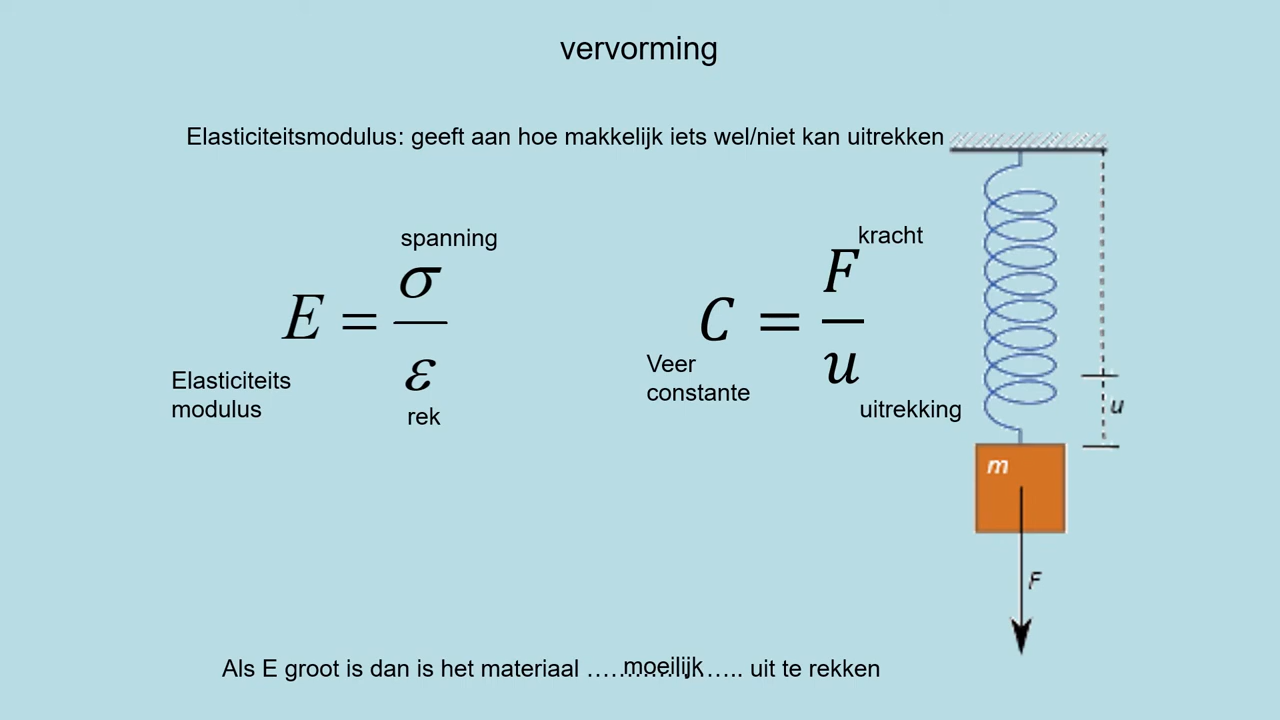 vervorming
Elasticiteitsmodulus: geeft aan hoe makkelijk iets wel/niet kan uitrekken
spanning
E = σ / ε
Elasticiteits
modulus
rek
kracht
C = F / u
Veer
constante
uitrekking
u
m
F
Als E groot is dan is het materiaal ……moeilijk….. uit te rekken